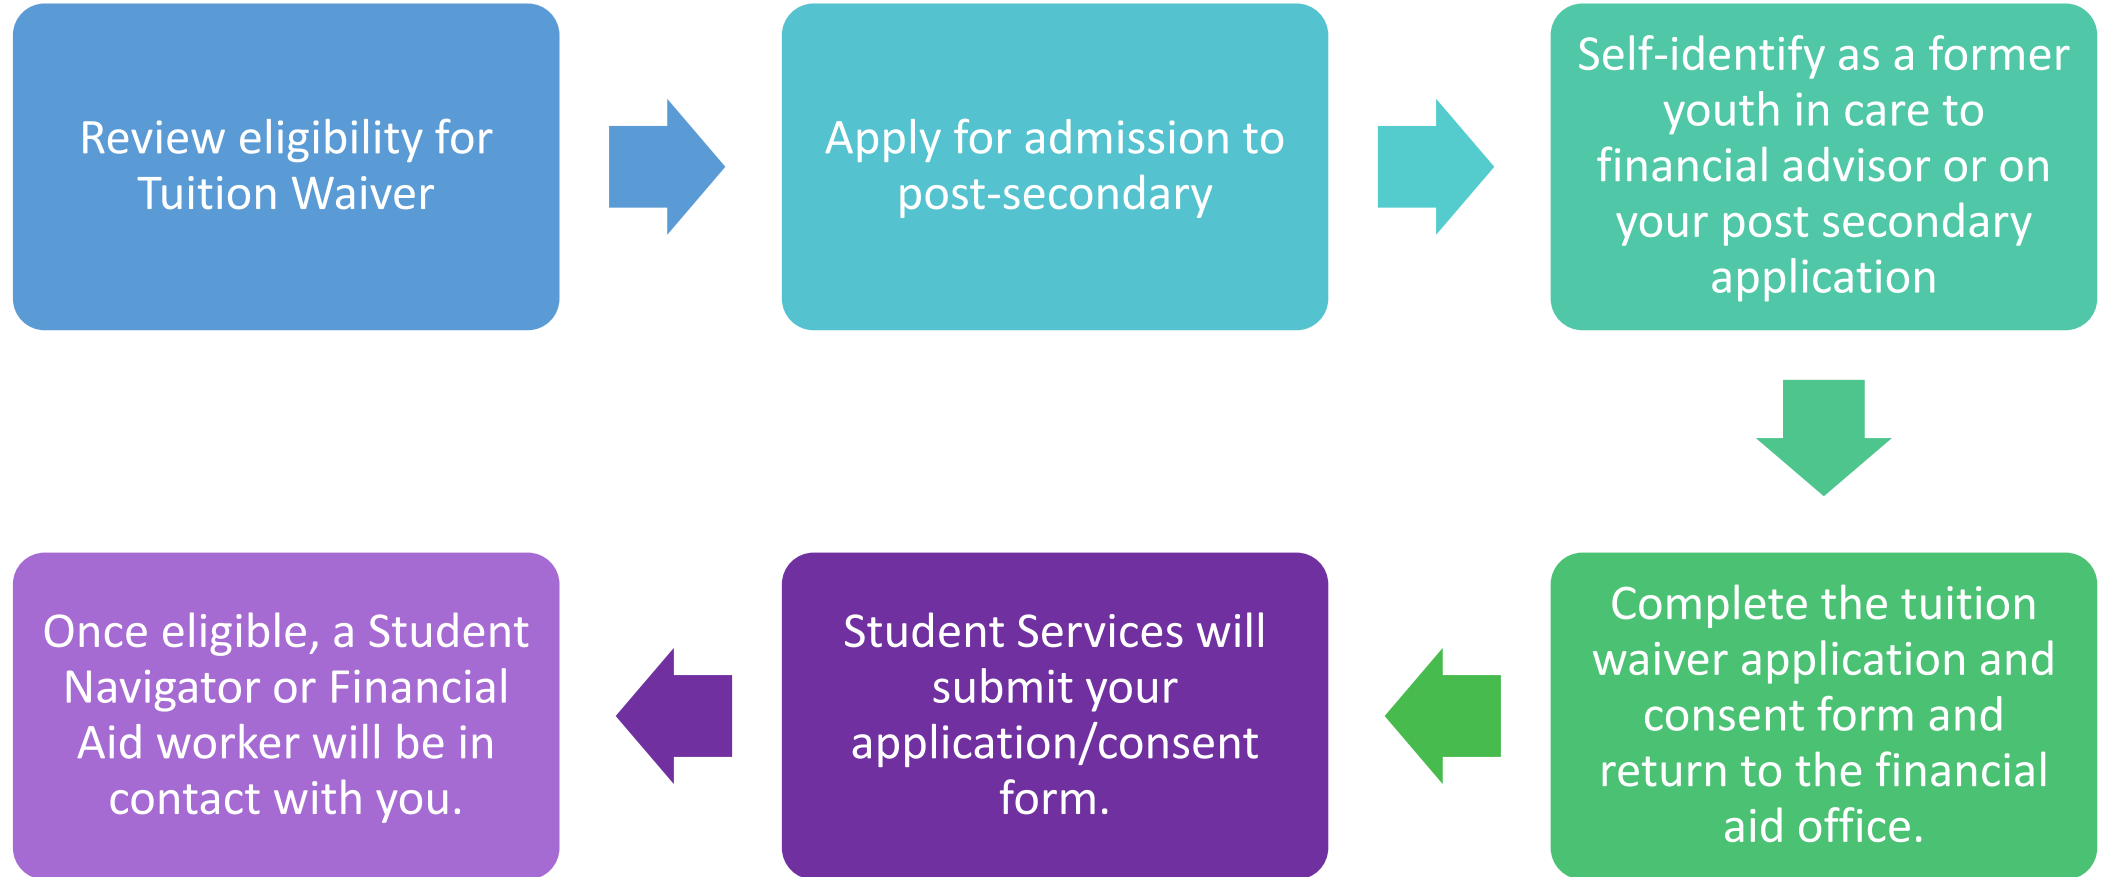 Review eligibility for
Tuition Waiver
Apply for admission to
post-secondary
Self-identify as a former
youth in care to
financial advisor or on
your post secondary
application
Complete the tuition
waiver application and
consent form and
return to the financial
aid office.
Student Services will
submit your
application/consent
form.
Once eligible, a Student
Navigator or Financial
Aid worker will be in
contact with you.